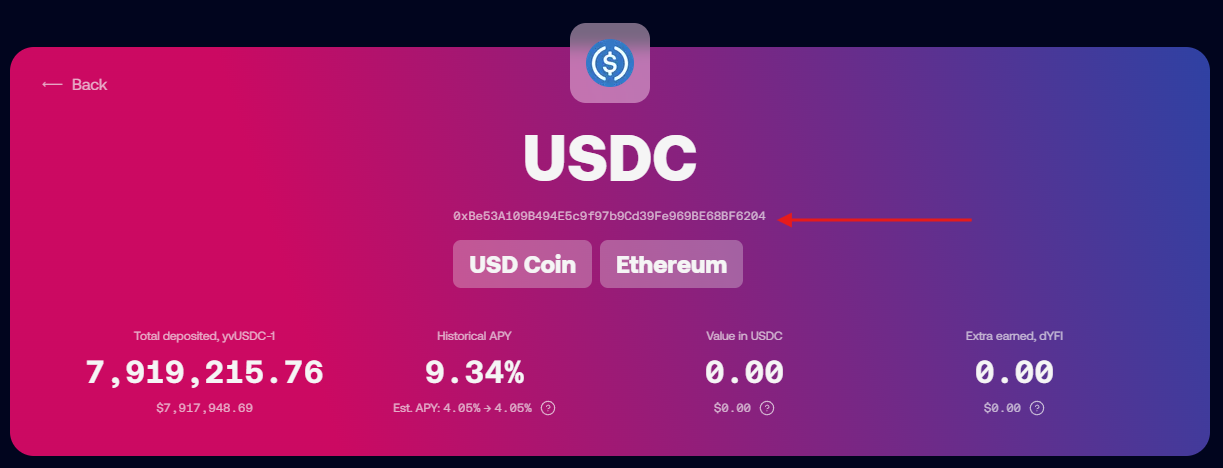 ← Back
USDC
0xBe53A109B494E5c9f97b9Cd39Fe969BE68BF6204
USD Coin Ethereum
Total deposited, yvUSDC-1 Historical APY Value in USDC Extra earned, dYFI
7,919,215.76 9.34% 0.00 0.00
$7,917,948.69 Est. APY: 4.05% → 4.05% ? $0.00 ? $0.00 ?